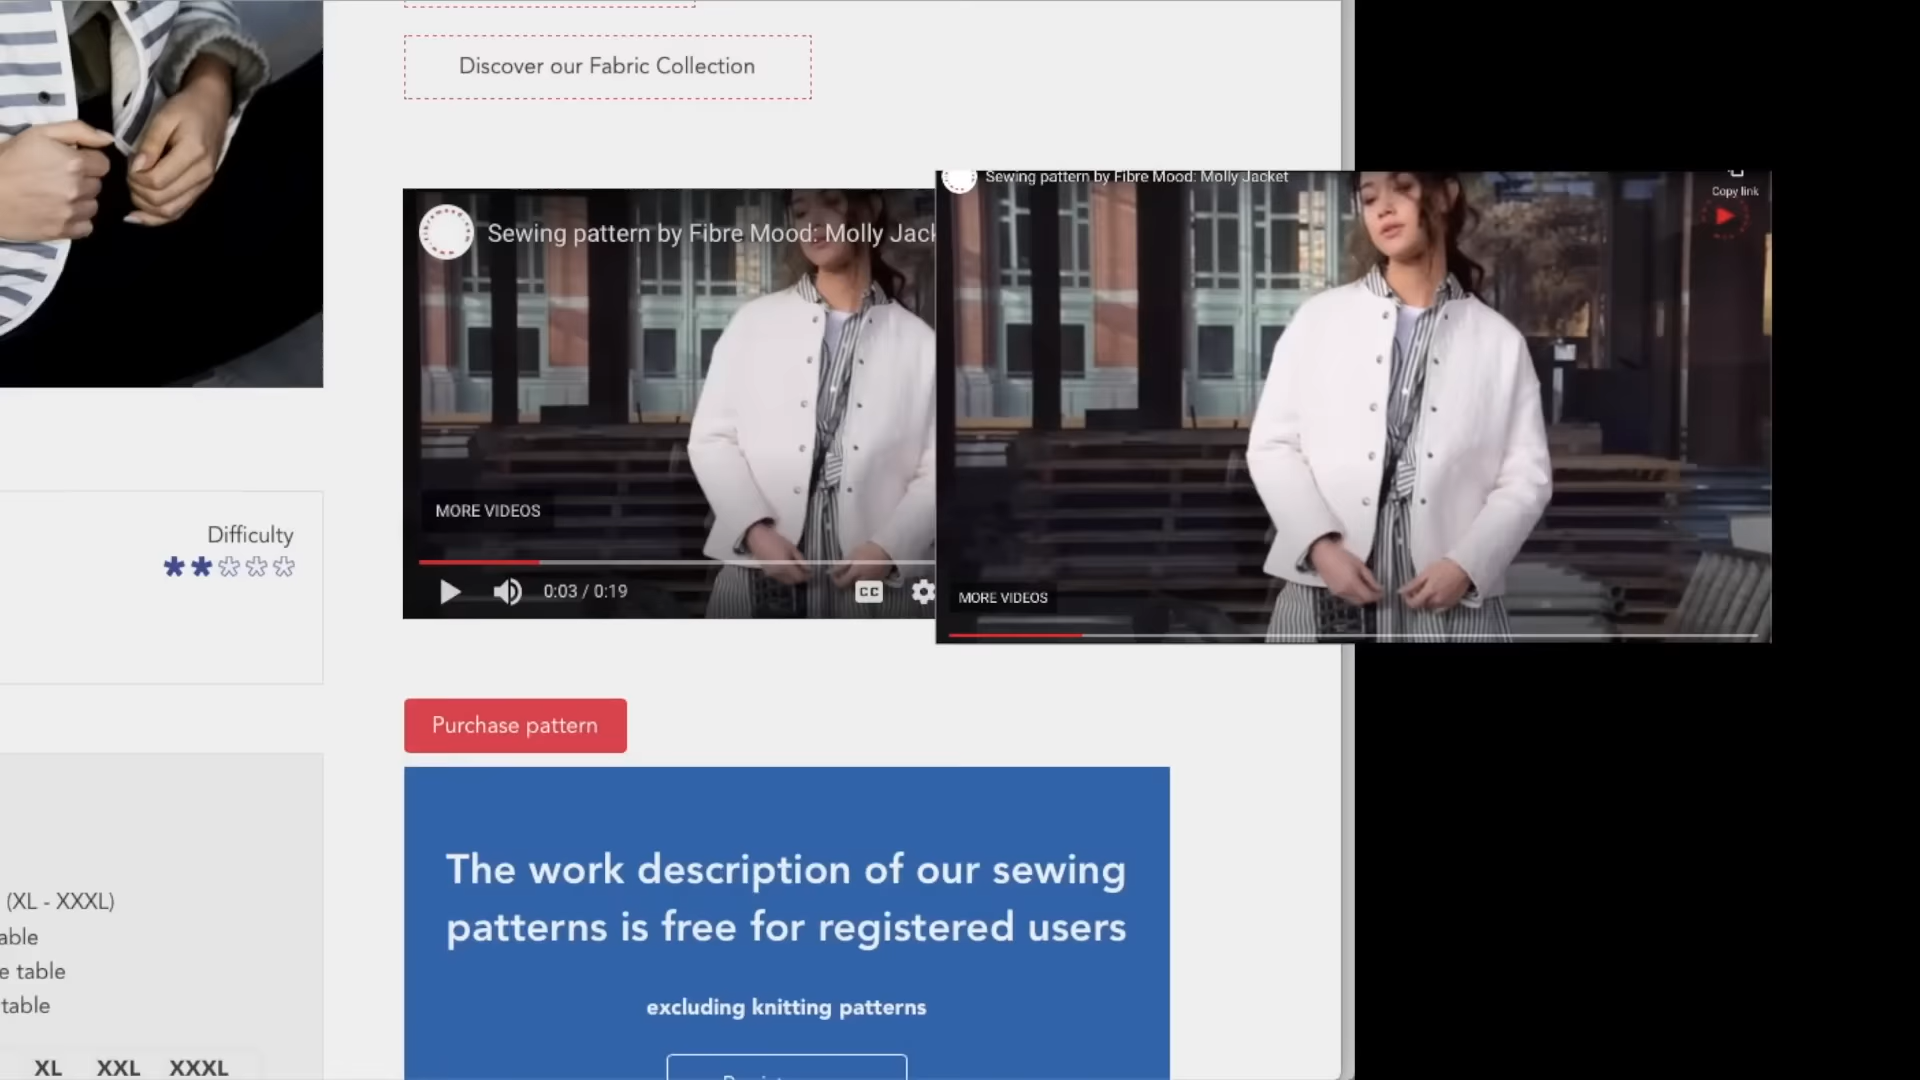 Discover our Fabric Collection
Sewing pattern by Fibre Mood: Molly Jack
Sewing pattern by Fibre Mood: Molly Jacket
Copy link
MORE VIDEOS
0:03 / 0:19
CC
MORE VIDEOS
Difficulty
Purchase pattern
The work description of our sewing
patterns is free for registered users
excluding knitting patterns
(XL - XXXL)
able
e table
table
XL XXL XXXL